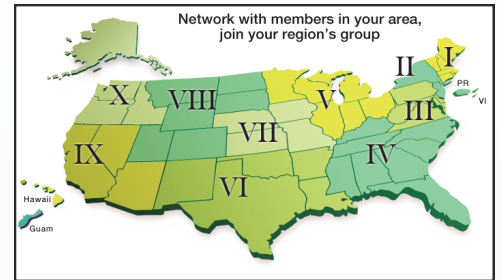 Network with members in your area,
join your region's group
I
II
PR
X
VIII
V
III
VI
VII
IX
IV
VI
Hawaii
Guam